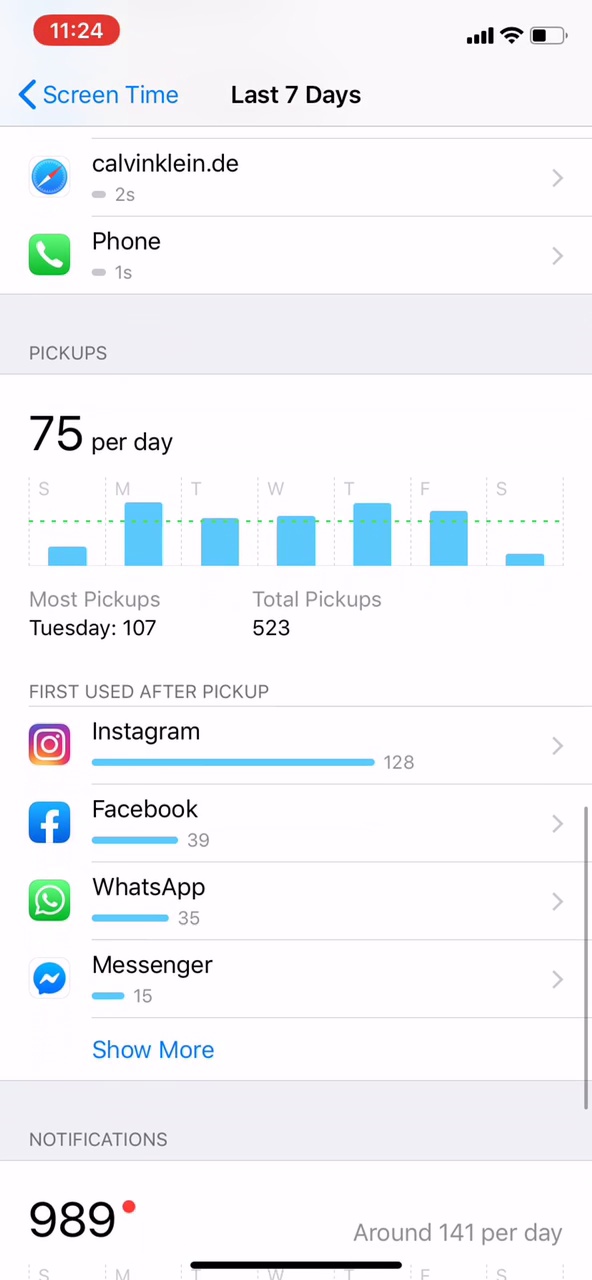 11:24
Screen Time Last 7 Days
calvinklein.de
2s
Phone
1s
PICKUPS
75 per day
S M T W T F S
Most Pickups Total Pickups
Tuesday: 107 523
FIRST USED AFTER PICKUP
Instagram
128
Facebook
39
WhatsApp
35
Messenger
15
Show More
NOTIFICATIONS
989 Around 141 per day
S M T W T F S